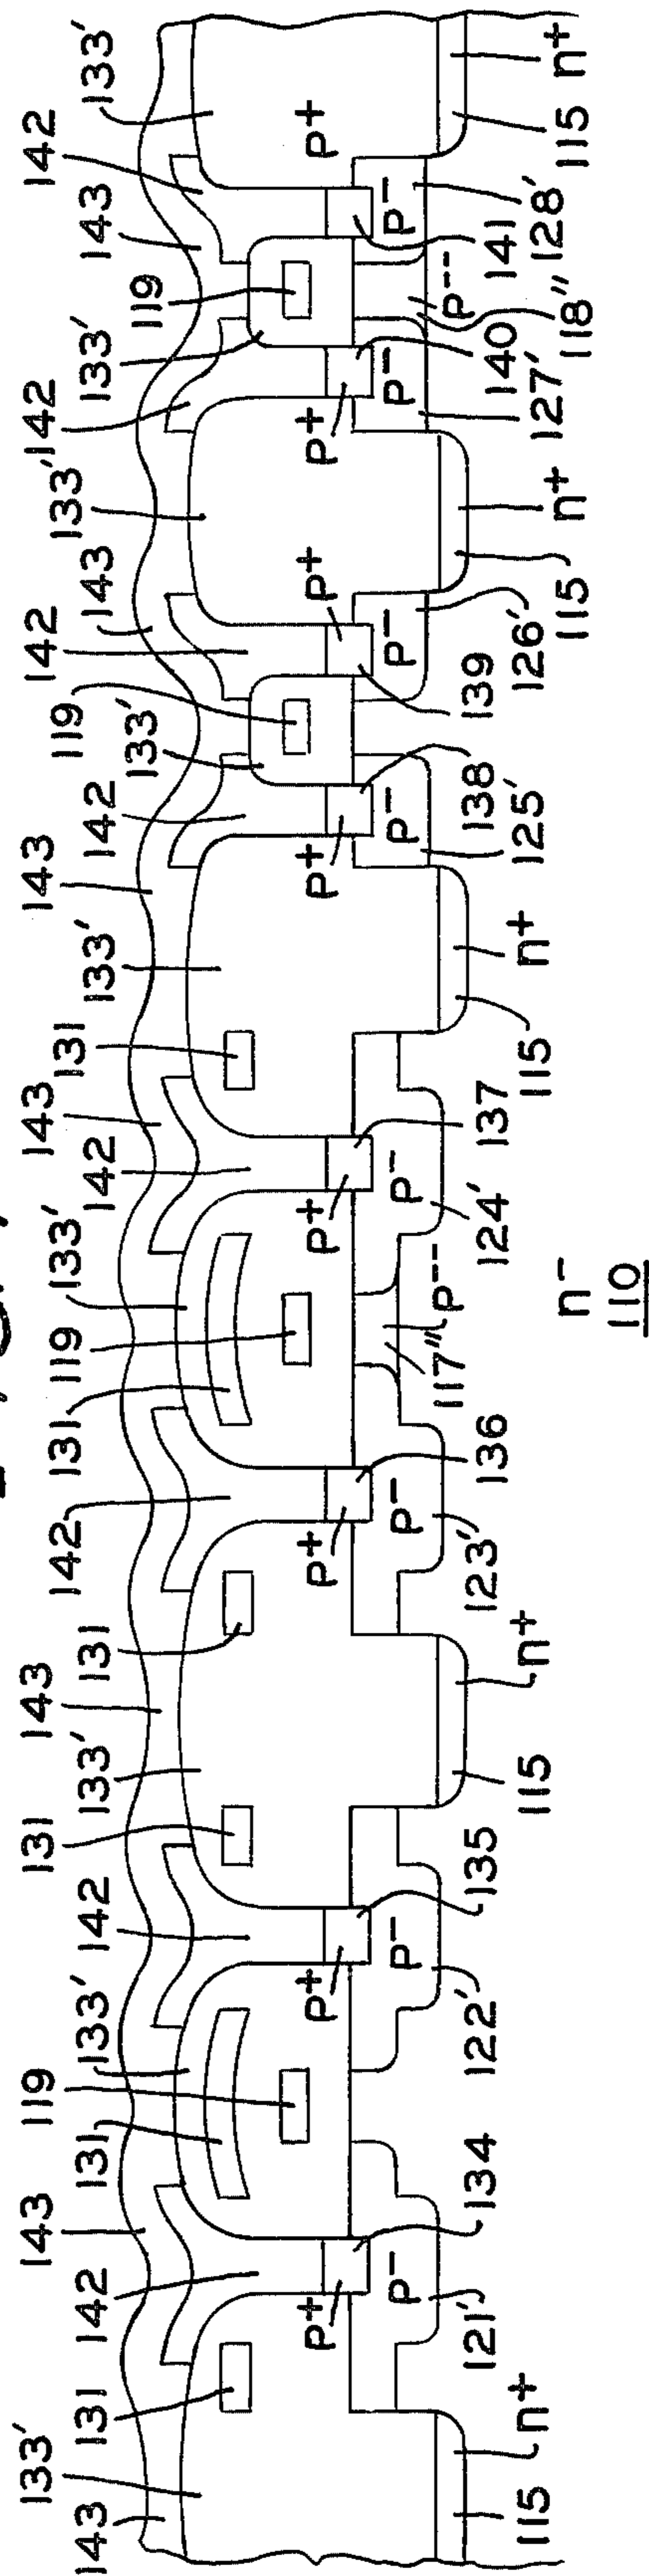 133' 143 119 131 143 143 143 142
143 131 142 131 133' 142 133' 131 142 131 119 133' 142 131 133' 142 133' 119 142 143 133' 142 133' 119 143 133'
P+ P+ P+ P+ P+ P+ P+ P+
P- P- P- P- P- P- P- P-
134 135 136 117" P-- 137 138 139 140 P-- 141
121' 122' 123' 124' 125' 126' 127' 118" 128'
115 n+ 115 n+ 115 n+ 115 n+ 115 n+
n-
110